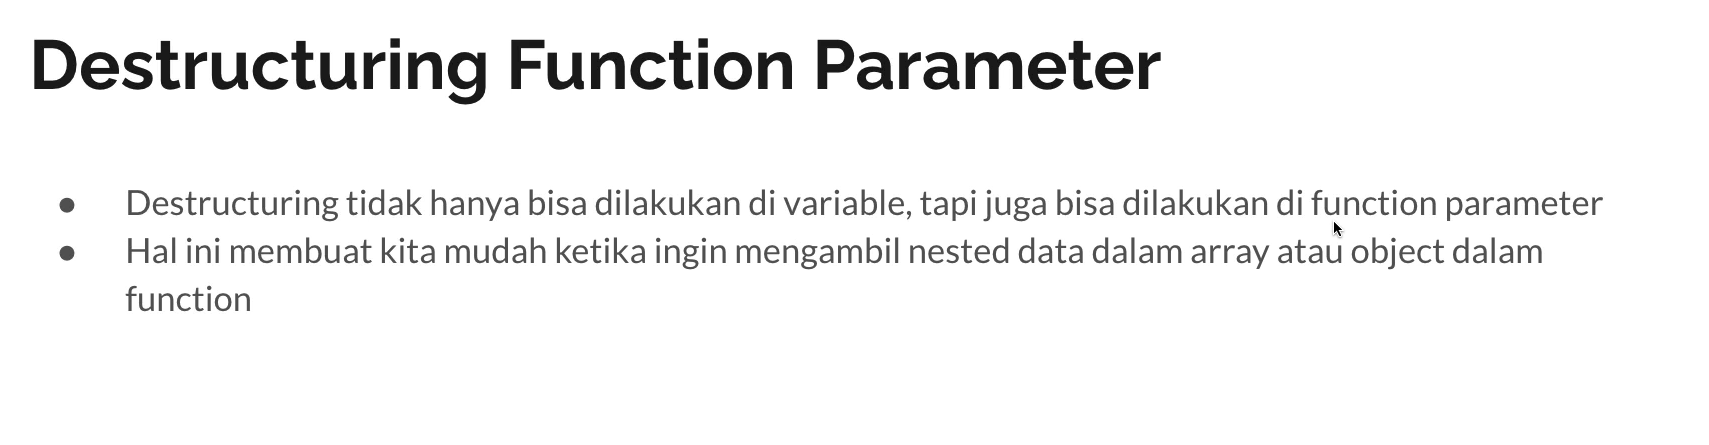 Destructuring Function Parameter
● Destructuring tidak hanya bisa dilakukan di variable, tapi juga bisa dilakukan di function parameter
● Hal ini membuat kita mudah ketika ingin mengambil nested data dalam array atau object dalam
function